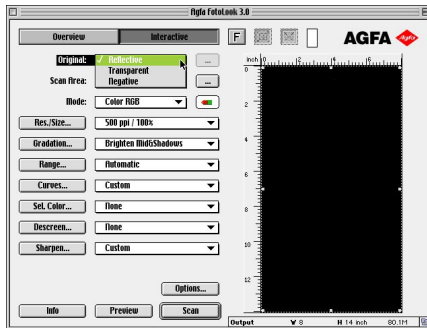 Agfa FotoLook 3.0
Overview
Interactive
F
AGFA
Original:
✓ Reflective
Transparent
Negative
...
Scan Area:
...
Mode:
Color RGB
Res./Size...
500 ppi / 100%
Gradation...
Brighten Mid&Shadows
Range...
Automatic
Curves...
Custom
Sel. Color...
None
Descreen...
None
Sharpen...
Custom
Options...
Info
Preview
Scan
inch 0 2 4 6
0
2
4
6
8
10
12
Output W 8 H 14 inch 80.1M